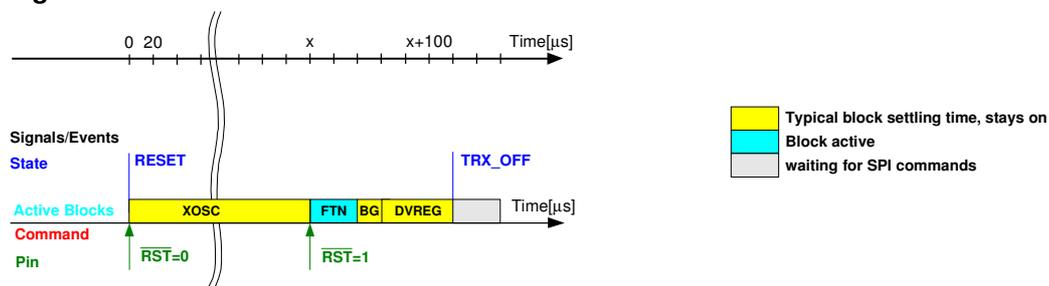 0 20 x x+100 Time[μs]
Signals/Events
State RESET TRX_OFF
Active Blocks XOSC FTN BG DVREG Time[μs]
Command
Pin RST=0 RST=1
Typical block settling time, stays on
Block active
waiting for SPI commands